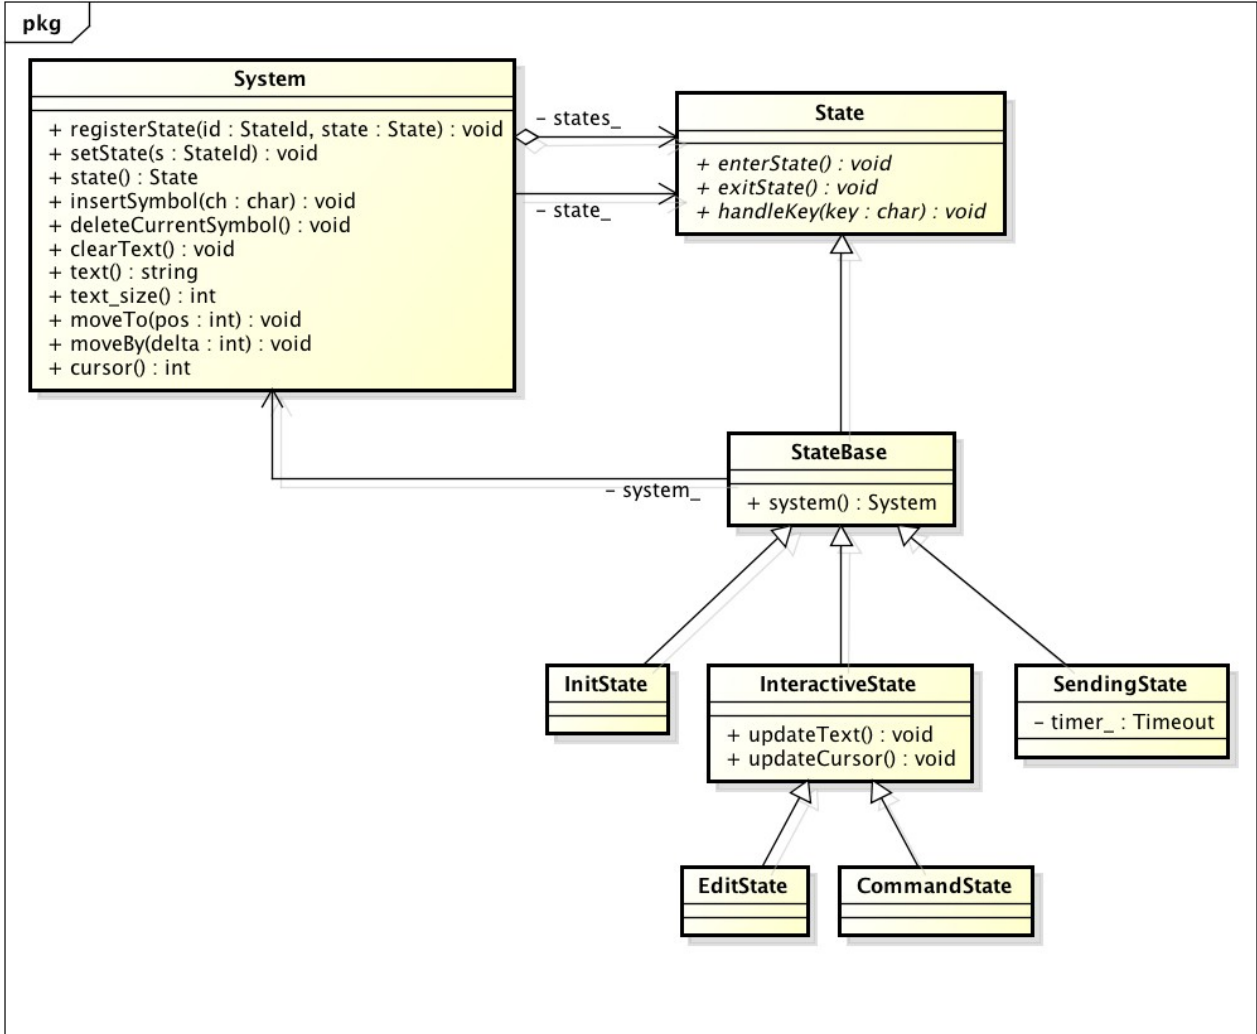 pkg
System
+ registerState(id : StateId, state : State) : void
+ setState(s : StateId) : void
+ state() : State
+ insertSymbol(ch : char) : void
+ deleteCurrentSymbol() : void
+ clearText() : void
+ text() : string
+ text_size() : int
+ moveTo(pos : int) : void
+ moveBy(delta : int) : void
+ cursor() : int
- states_
- state_
State
+ enterState() : void
+ exitState() : void
+ handleKey(key : char) : void
- system_
StateBase
+ system() : System
InitState
InteractiveState
+ updateText() : void
+ updateCursor() : void
SendingState
- timer_ : Timeout
EditState
CommandState